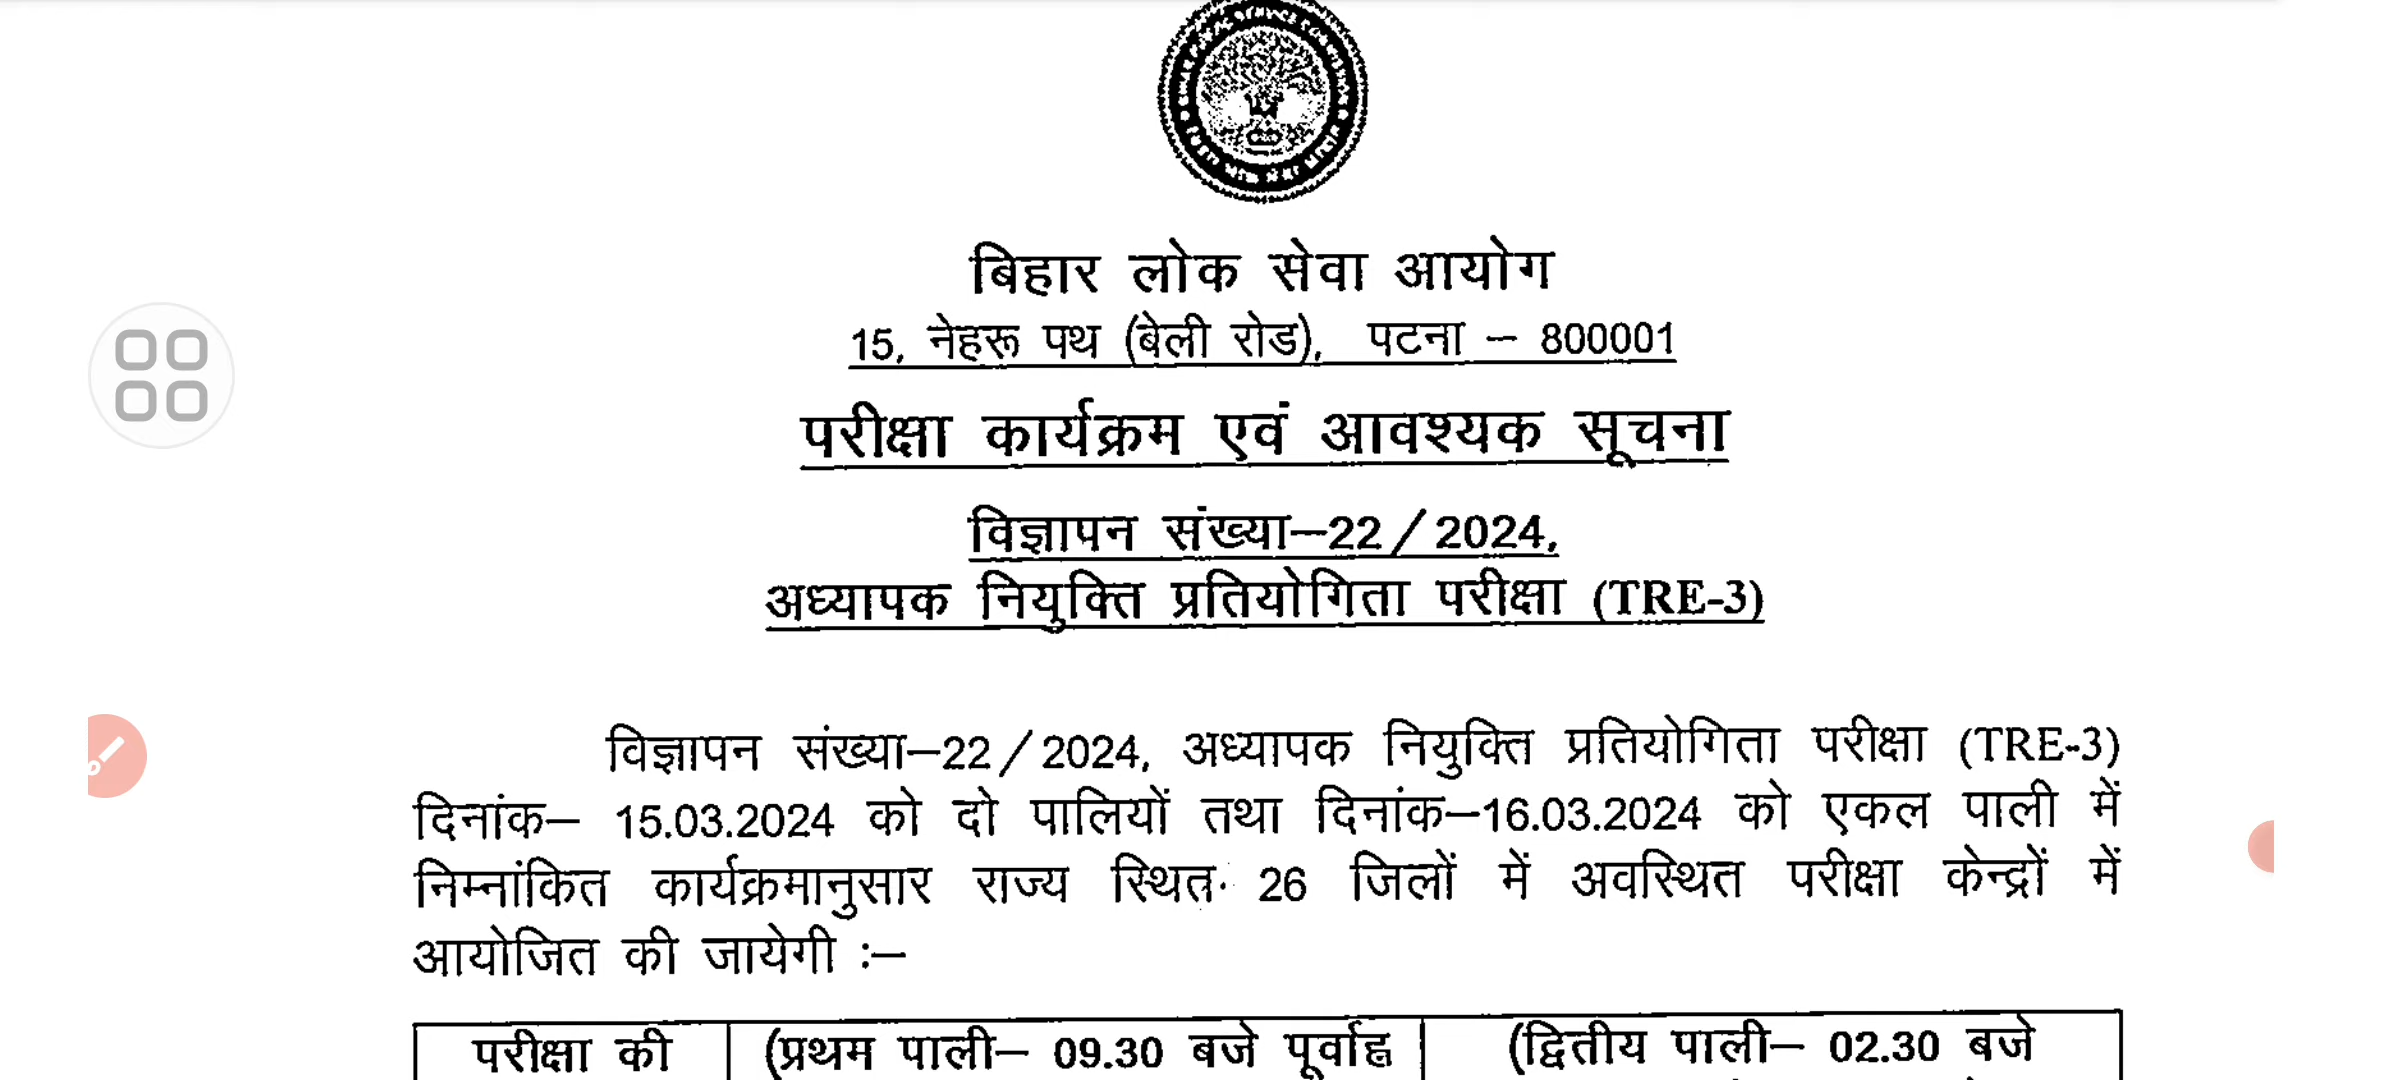 बिहार लोक सेवा आयोग
15, नेहरू पथ (बेली रोड), पटना – 800001
परीक्षा कार्यक्रम एवं आवश्यक सूचना
विज्ञापन संख्या–22/2024,
अध्यापक नियुक्ति प्रतियोगिता परीक्षा (TRE-3)
विज्ञापन संख्या–22/2024, अध्यापक नियुक्ति प्रतियोगिता परीक्षा (TRE-3)
दिनांक– 15.03.2024 को दो पालियों तथा दिनांक–16.03.2024 को एकल पाली में
निम्नांकित कार्यक्रमानुसार राज्य स्थित 26 जिलों में अवस्थित परीक्षा केन्द्रों में
आयोजित की जायेगी :–
परीक्षा की (प्रथम पाली– 09.30 बजे पूर्वाह्न (द्वितीय पाली– 02.30 बजे